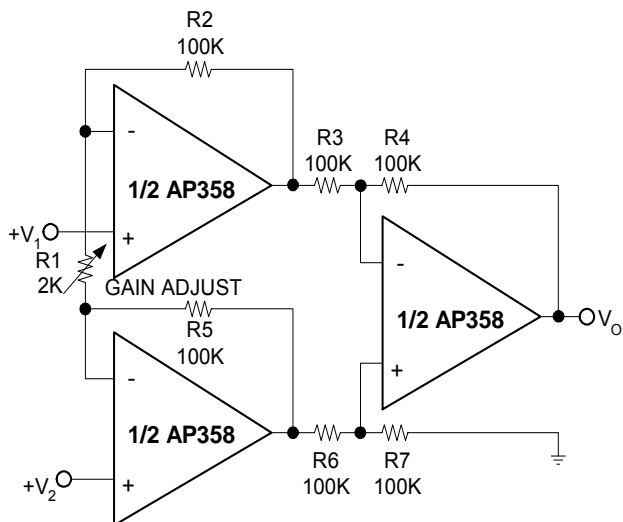 R2
100K
-
1/2 AP358
+
+V1
R1
2K
GAIN ADJUST
R3
100K
R4
100K
-
1/2 AP358
+
VO
R5
100K
-
1/2 AP358
+
+V2
R6
100K
R7
100K